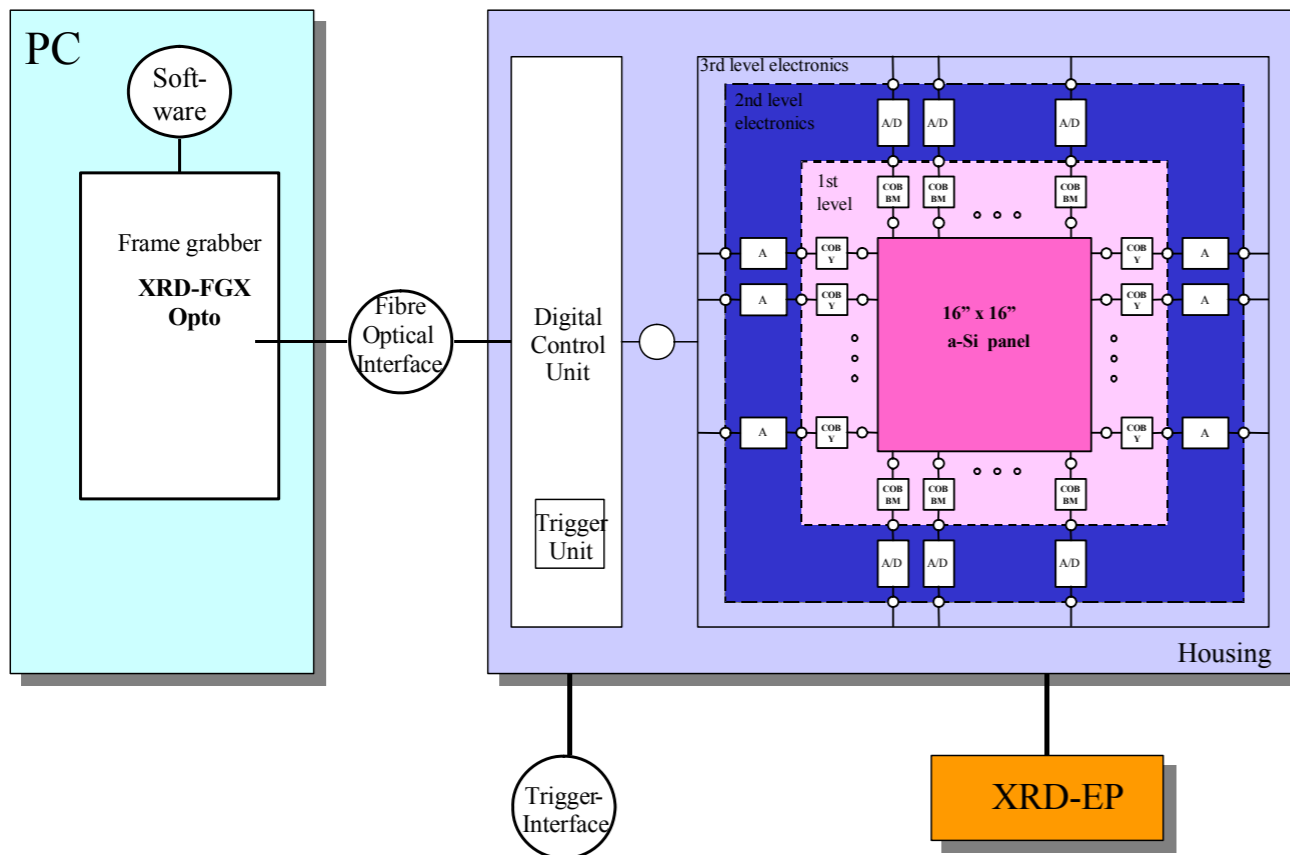 PC
Soft-
ware
Frame grabber
XRD-FGX
Opto
Fibre
Optical
Interface
Digital
Control
Unit
Trigger
Unit
3rd level electronics
2nd level
electronics
1st
level
A/D
A/D
A/D
COB
BM
COB
BM
COB
BM
A
COB
Y
COB
Y
A
A
COB
Y
COB
Y
A
16” x 16”
a-Si panel
A
COB
Y
COB
Y
A
COB
BM
COB
BM
COB
BM
A/D
A/D
A/D
Housing
Trigger-
Interface
XRD-EP